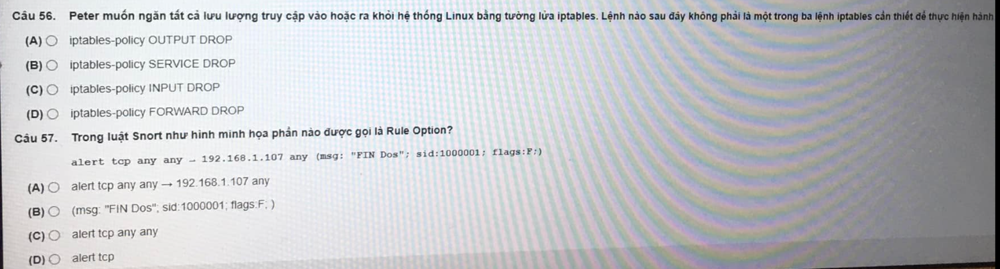 Câu 56. Peter muốn ngăn tất cả lưu lượng truy cập vào hoặc ra khỏi hệ thống Linux bằng tường lửa iptables. Lệnh nào sau đây không phải là một trong ba lệnh iptables cần thiết để thực hiện hành
(A) iptables-policy OUTPUT DROP
(B) iptables-policy SERVICE DROP
(C) iptables-policy INPUT DROP
(D) iptables-policy FORWARD DROP
Câu 57. Trong luật Snort như hình minh họa phần nào được gọi là Rule Option?
alert tcp any any → 192.168.1.107 any (msg: "FIN Dos"; sid:1000001; flags:F;)
(A) alert tcp any any → 192.168.1.107 any
(B) (msg: "FIN Dos"; sid:1000001; flags:F; )
(C) alert tcp any any
(D) alert tcp